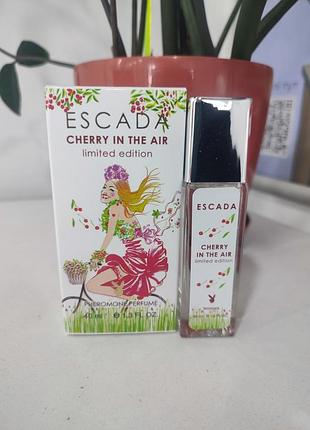 ESCADA
CHERRY IN THE AIR
limited edition
PHEROMONE PERFUME
40 ml ℮ 1.3 FL.OZ.
ESCADA
CHERRY
IN THE AIR
limited edition